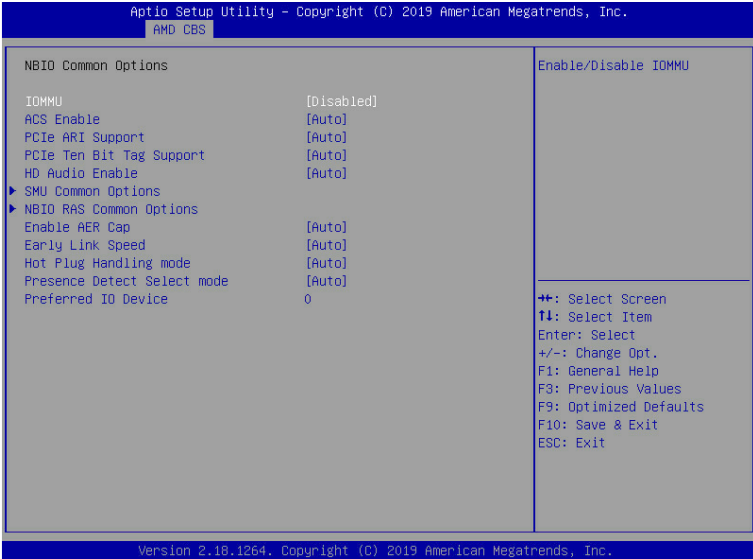 Aptio Setup Utility – Copyright (C) 2019 American Megatrends, Inc.
AMD CBS
NBIO Common Options
IOMMU [Disabled]
ACS Enable [Auto]
PCIe ARI Support [Auto]
PCIe Ten Bit Tag Support [Auto]
HD Audio Enable [Auto]
SMU Common Options
NBIO RAS Common Options
Enable AER Cap [Auto]
Early Link Speed [Auto]
Hot Plug Handling mode [Auto]
Presence Detect Select mode [Auto]
Preferred IO Device 0
Enable/Disable IOMMU
→←: Select Screen
↑↓: Select Item
Enter: Select
+/-: Change Opt.
F1: General Help
F3: Previous Values
F9: Optimized Defaults
F10: Save & Exit
ESC: Exit
Version 2.18.1264. Copyright (C) 2019 American Megatrends, Inc.